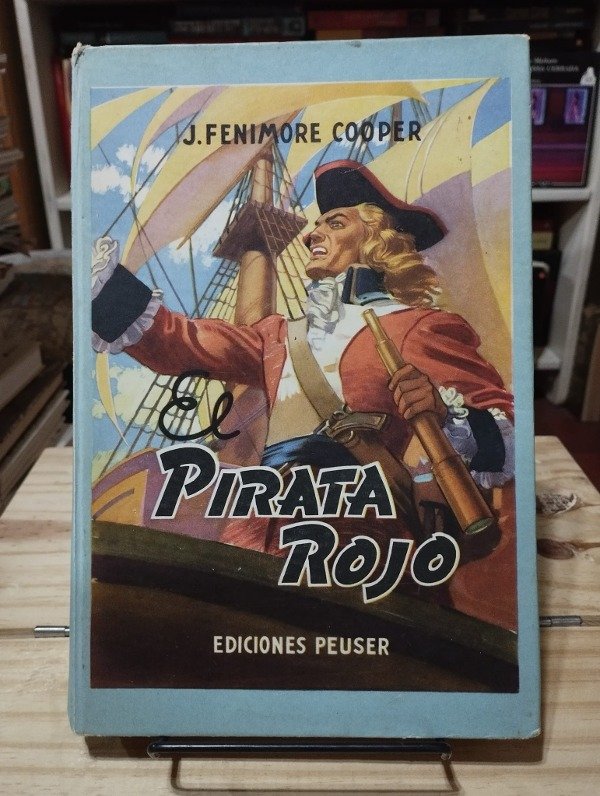 J. FENIMORE COOPER
El
PIRATA
ROJO
EDICIONES PEUSER